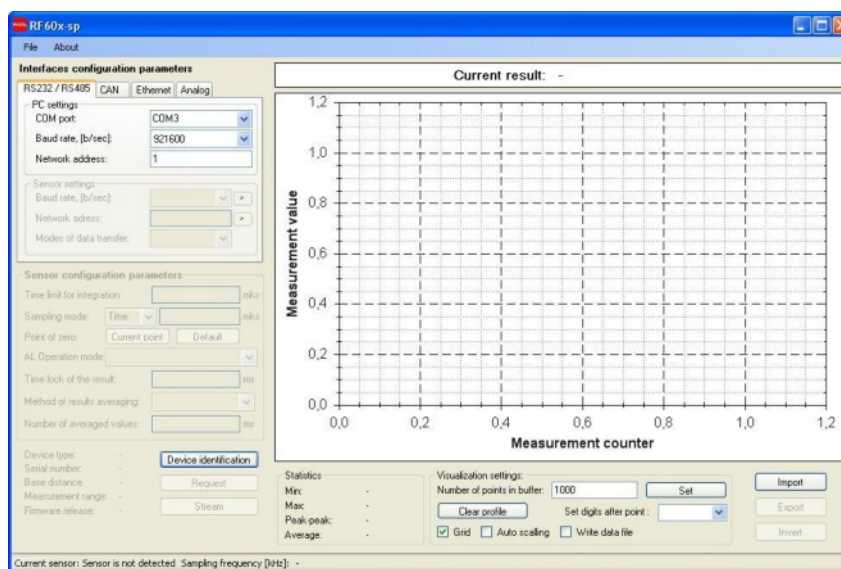 RF60x-sp
File About
Interfaces configuration parameters
RS232 / RS485 CAN Ethernet Analog
PC settings
COM port: COM3
Baud rate, [b/sec]: 921600
Network address: 1
Sensor settings
Baud rate, [b/sec]: >
Network adress: >
Modes of data transfer:
Sensor configuration parameters
Time limit for integration: mks
Sampling mode: Time mks
Point of zero: Current point Default
AL Operation mode:
Time lock of the result: ms
Method of results averaging:
Number of averaged values: ms
Device type: -
Serial number: -
Base distance -
Measurement range: -
Firmware release: -
Device identification
Request
Stream
Current result: -
Measurement value
1,2
1,0
0,8
0,6
0,4
0,2
0,0
0,0 0,2 0,4 0,6 0,8 1,0 1,2
Measurement counter
Statistics
Min: -
Max: -
Peak-peak: -
Average: -
Visualization settings:
Number of points in buffer: 1000 Set
Clear profile Set digits after point :
Grid Auto scaling Write data file
Import
Export
Invert
Current sensor: Sensor is not detected Sampling frequency [kHz]: -